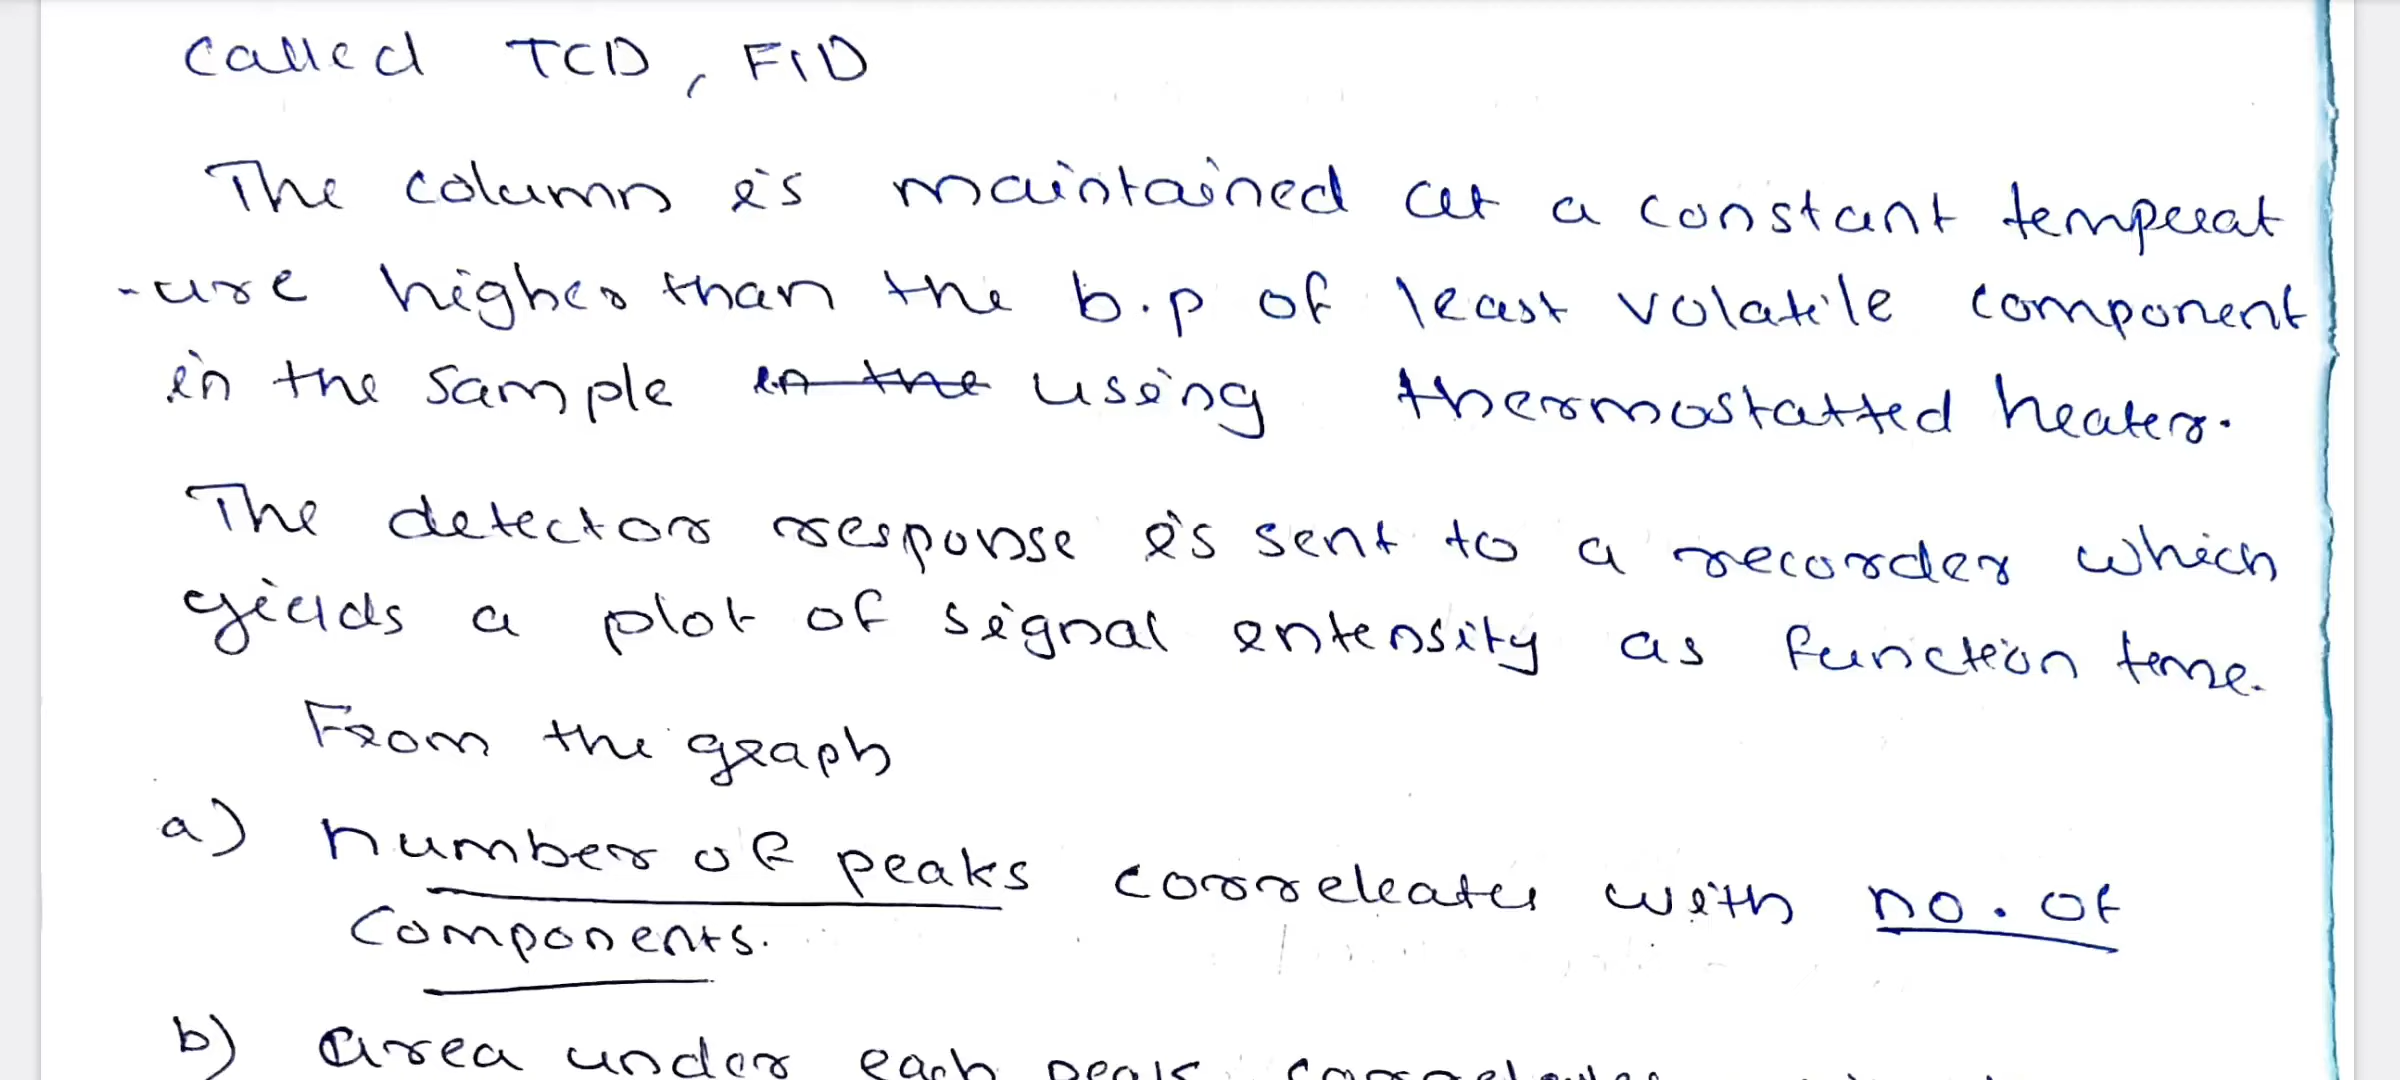 called TCD, FID
The column is maintained at a constant temperat
-ure higher than the b.p of least volatile component
in the sample in the using thermostatted heater.
The detector response is sent to a recorder which
yields a plot of signal intensity as function time.
From the graph
a) number of peaks correleates with no. of
components.
b) area under each peak